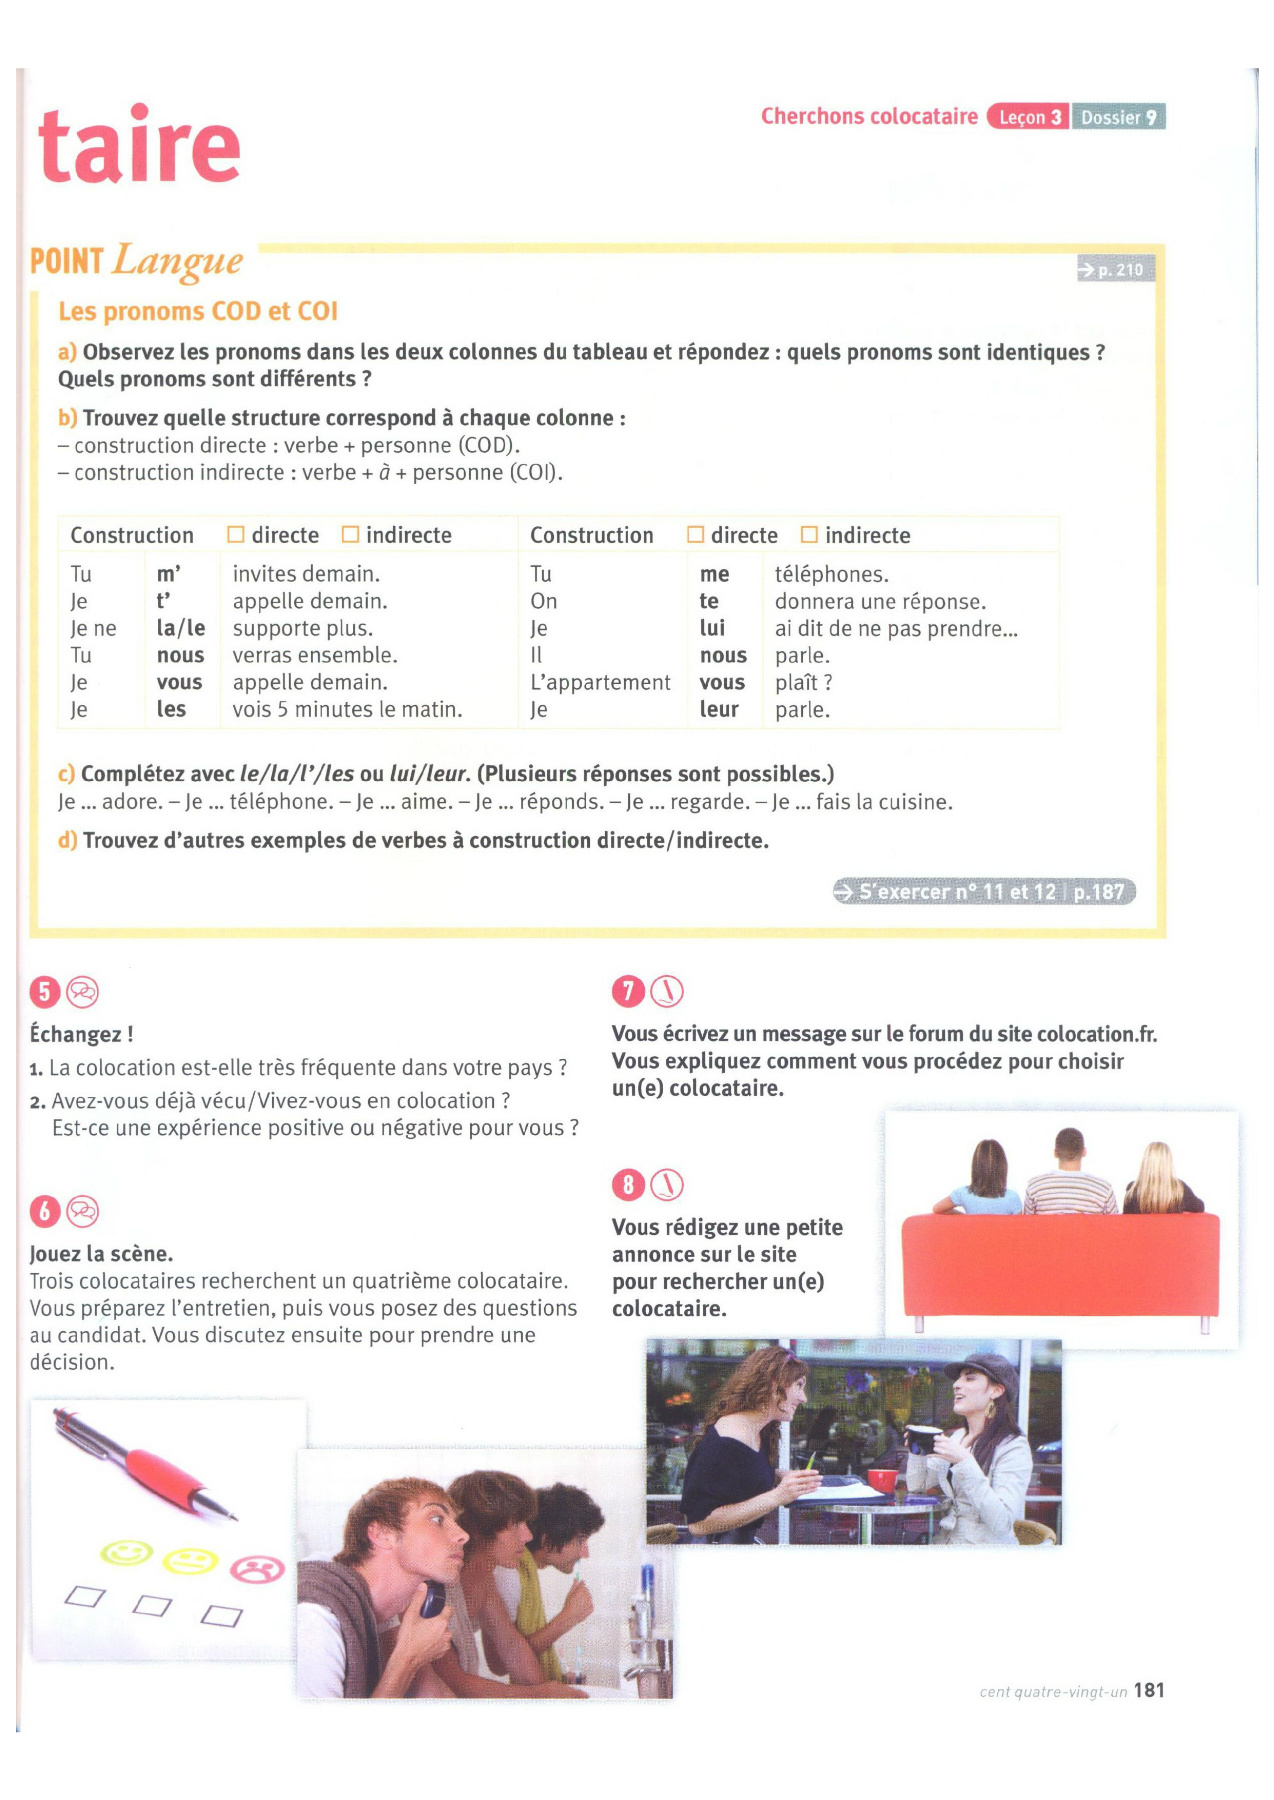 taire
Cherchons colocataire Leçon 3 Dossier 9
POINT Langue
→ p. 210
Les pronoms COD et COI
a) Observez les pronoms dans les deux colonnes du tableau et répondez : quels pronoms sont identiques ?
Quels pronoms sont différents ?
b) Trouvez quelle structure correspond à chaque colonne :
– construction directe : verbe + personne (COD).
– construction indirecte : verbe + à + personne (COI).
Construction □ directe □ indirecte Construction □ directe □ indirecte
Tu m' invites demain. Tu me téléphones.
Je t' appelle demain. On te donnera une réponse.
Je ne la/le supporte plus. Je lui ai dit de ne pas prendre...
Tu nous verras ensemble. Il nous parle.
Je vous appelle demain. L'appartement vous plaît ?
Je les vois 5 minutes le matin. Je leur parle.
c) Complétez avec le/la/l'/les ou lui/leur. (Plusieurs réponses sont possibles.)
Je ... adore. – Je ... téléphone. – Je ... aime. – Je ... réponds. – Je ... regarde. – Je ... fais la cuisine.
d) Trouvez d'autres exemples de verbes à construction directe/indirecte.
→ S'exercer n° 11 et 12 | p.187
5
Échangez !
1. La colocation est-elle très fréquente dans votre pays ?
2. Avez-vous déjà vécu/Vivez-vous en colocation ?
Est-ce une expérience positive ou négative pour vous ?
6
Jouez la scène.
Trois colocataires recherchent un quatrième colocataire.
Vous préparez l'entretien, puis vous posez des questions
au candidat. Vous discutez ensuite pour prendre une
décision.
7
Vous écrivez un message sur le forum du site colocation.fr.
Vous expliquez comment vous procédez pour choisir
un(e) colocataire.
8
Vous rédigez une petite
annonce sur le site
pour rechercher un(e)
colocataire.
cent quatre-vingt-un 181